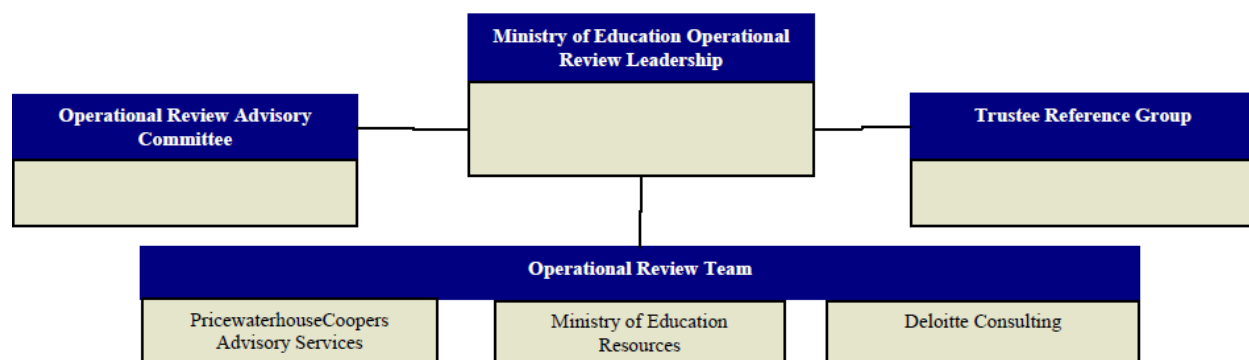 Ministry of Education Operational
Review Leadership
Operational Review Advisory
Committee
Trustee Reference Group
Operational Review Team
PricewaterhouseCoopers
Advisory Services
Ministry of Education
Resources
Deloitte Consulting